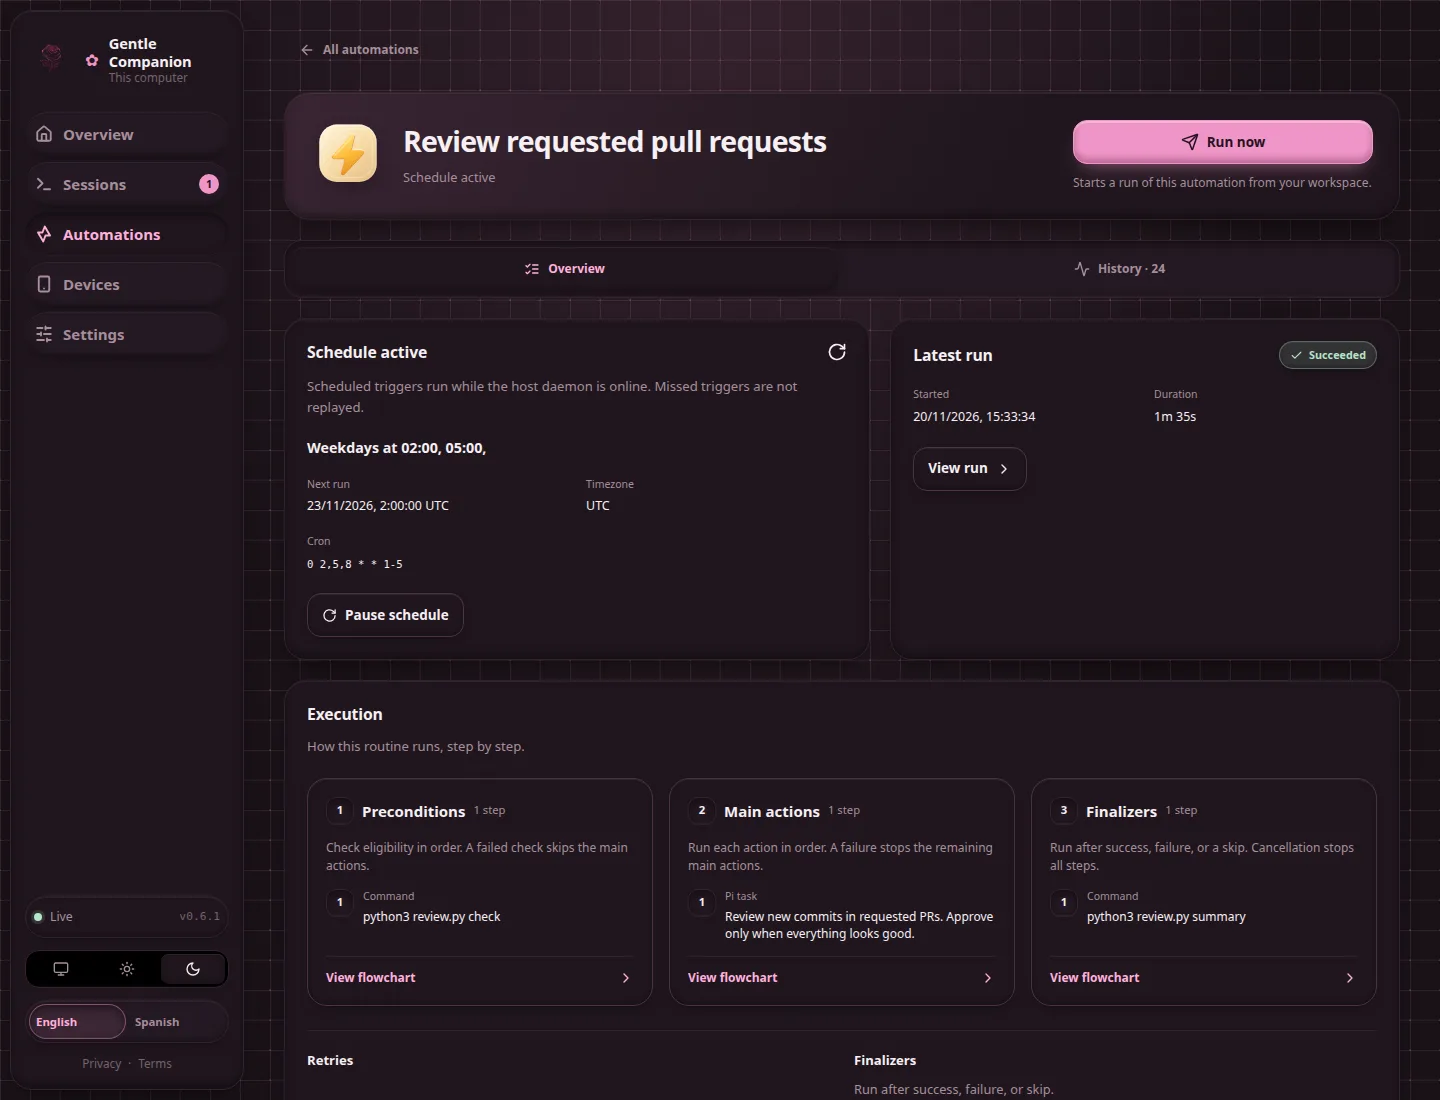 Gentle
Companion
This computer
Overview
Sessions
1
Automations
Devices
Settings
Live
v0.6.1
English
Spanish
Privacy · Terms
All automations
Review requested pull requests
Schedule active
Run now
Starts a run of this automation from your workspace.
Overview
History · 24
Schedule active
Scheduled triggers run while the host daemon is online. Missed triggers are not
replayed.
Weekdays at 02:00, 05:00,
Next run
23/11/2026, 2:00:00 UTC
Timezone
UTC
Cron
0 2,5,8 * * 1-5
Pause schedule
Latest run
Succeeded
Started
20/11/2026, 15:33:34
Duration
1m 35s
View run
Execution
How this routine runs, step by step.
1 Preconditions 1 step
Check eligibility in order. A failed check skips the main
actions.
1
Command
python3 review.py check
View flowchart
2 Main actions 1 step
Run each action in order. A failure stops the remaining
main actions.
1
Pi task
Review new commits in requested PRs. Approve
only when everything looks good.
View flowchart
3 Finalizers 1 step
Run after success, failure, or a skip. Cancellation stops
all steps.
1
Command
python3 review.py summary
View flowchart
Retries
Finalizers
Run after success, failure, or skip.